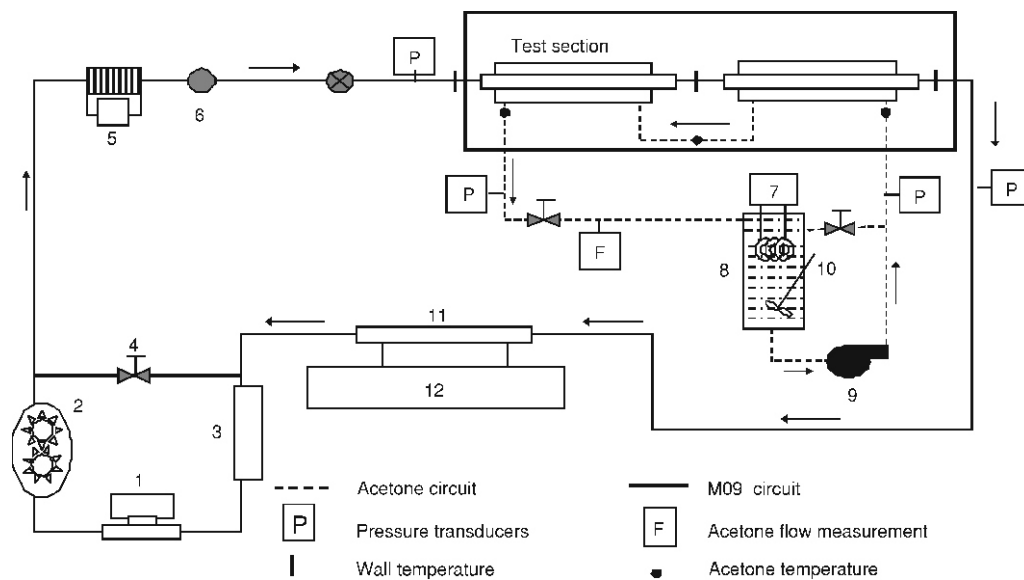 P
Test section
6
5
P
P
P
7
F
8
10
11
4
12
9
2
3
1
Acetone circuit
M09 circuit
P
Pressure transducers
F
Acetone flow measurement
Wall temperature
Acetone temperature